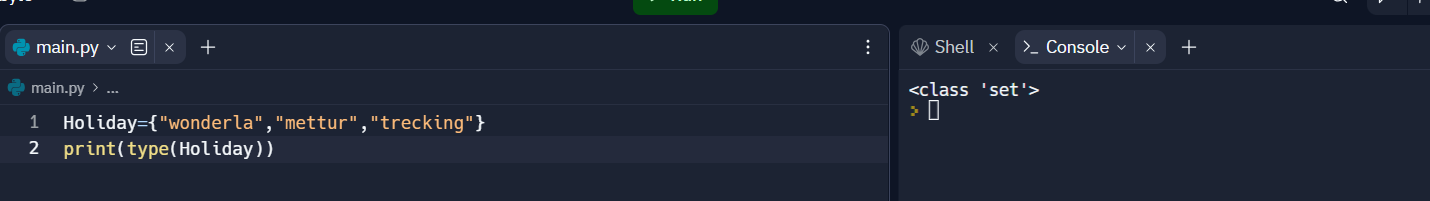 main.py
main.py > ...
1 Holiday={"wonderla","mettur","trecking"}
2 print(type(Holiday))
Shell
Console
<class 'set'>